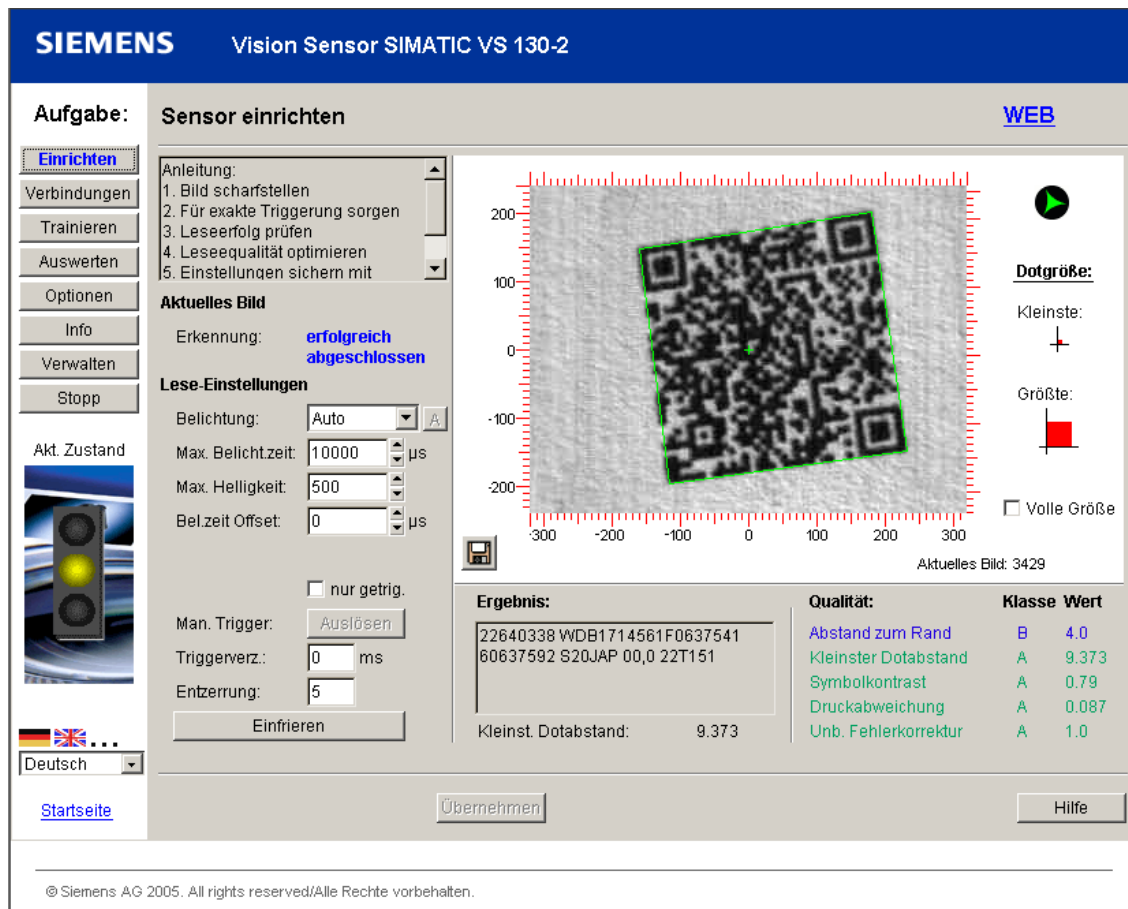 SIEMENS
Vision Sensor SIMATIC VS 130-2
Aufgabe:
Einrichten
Verbindungen
Trainieren
Auswerten
Optionen
Info
Verwalten
Stopp
Akt. Zustand
...
Deutsch
Startseite
Sensor einrichten
WEB
Anleitung:
1. Bild scharfstellen
2. Für exakte Triggerung sorgen
3. Leseerfolg prüfen
4. Leseequalität optimieren
5. Einstellungen sichern mit
Aktuelles Bild
Erkennung: erfolgreich
abgeschlossen
Lese-Einstellungen
Belichtung: Auto A
Max. Belicht.zeit: 10000 µs
Max. Helligkeit: 500
Bel.zeit Offset: 0 µs
nur getrig.
Man. Trigger: Auslösen
Triggerverz.: 0 ms
Entzerrung: 5
Einfrieren
200
100
0
-100
-200
-300 -200 -100 0 100 200 300
Dotgröße:
Kleinste:
Größte:
Volle Größe
Aktuelles Bild: 3429
Ergebnis:
22640338 WDB1714561F0637541
60637592 S20JAP 00,0 22T151
Kleinst. Dotabstand: 9.373
Qualität: Klasse Wert
Abstand zum Rand B 4.0
Kleinster Dotabstand A 9.373
Symbolkontrast A 0.79
Druckabweichung A 0.087
Unb. Fehlerkorrektur A 1.0
Übernehmen
Hilfe
© Siemens AG 2005. All rights reserved/Alle Rechte vorbehalten.